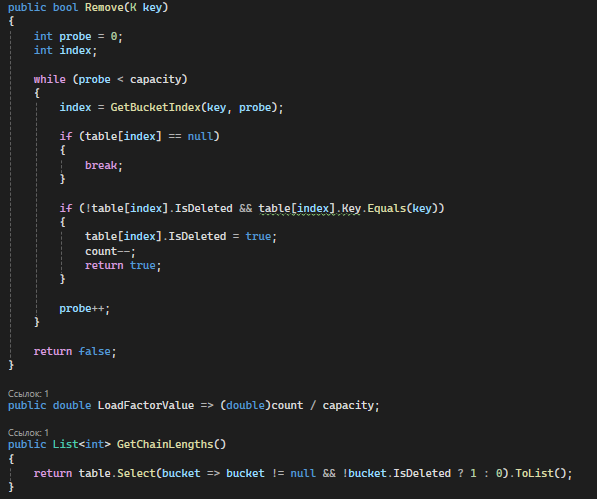 public bool Remove(K key)
{
int probe = 0;
int index;
while (probe < capacity)
{
index = GetBucketIndex(key, probe);
if (table[index] == null)
{
break;
}
if (!table[index].IsDeleted && table[index].Key.Equals(key))
{
table[index].IsDeleted = true;
count--;
return true;
}
probe++;
}
return false;
}
Ссылок: 1
public double LoadFactorValue => (double)count / capacity;
Ссылок: 1
public List<int> GetChainLengths()
{
return table.Select(bucket => bucket != null && !bucket.IsDeleted ? 1 : 0).ToList();
}